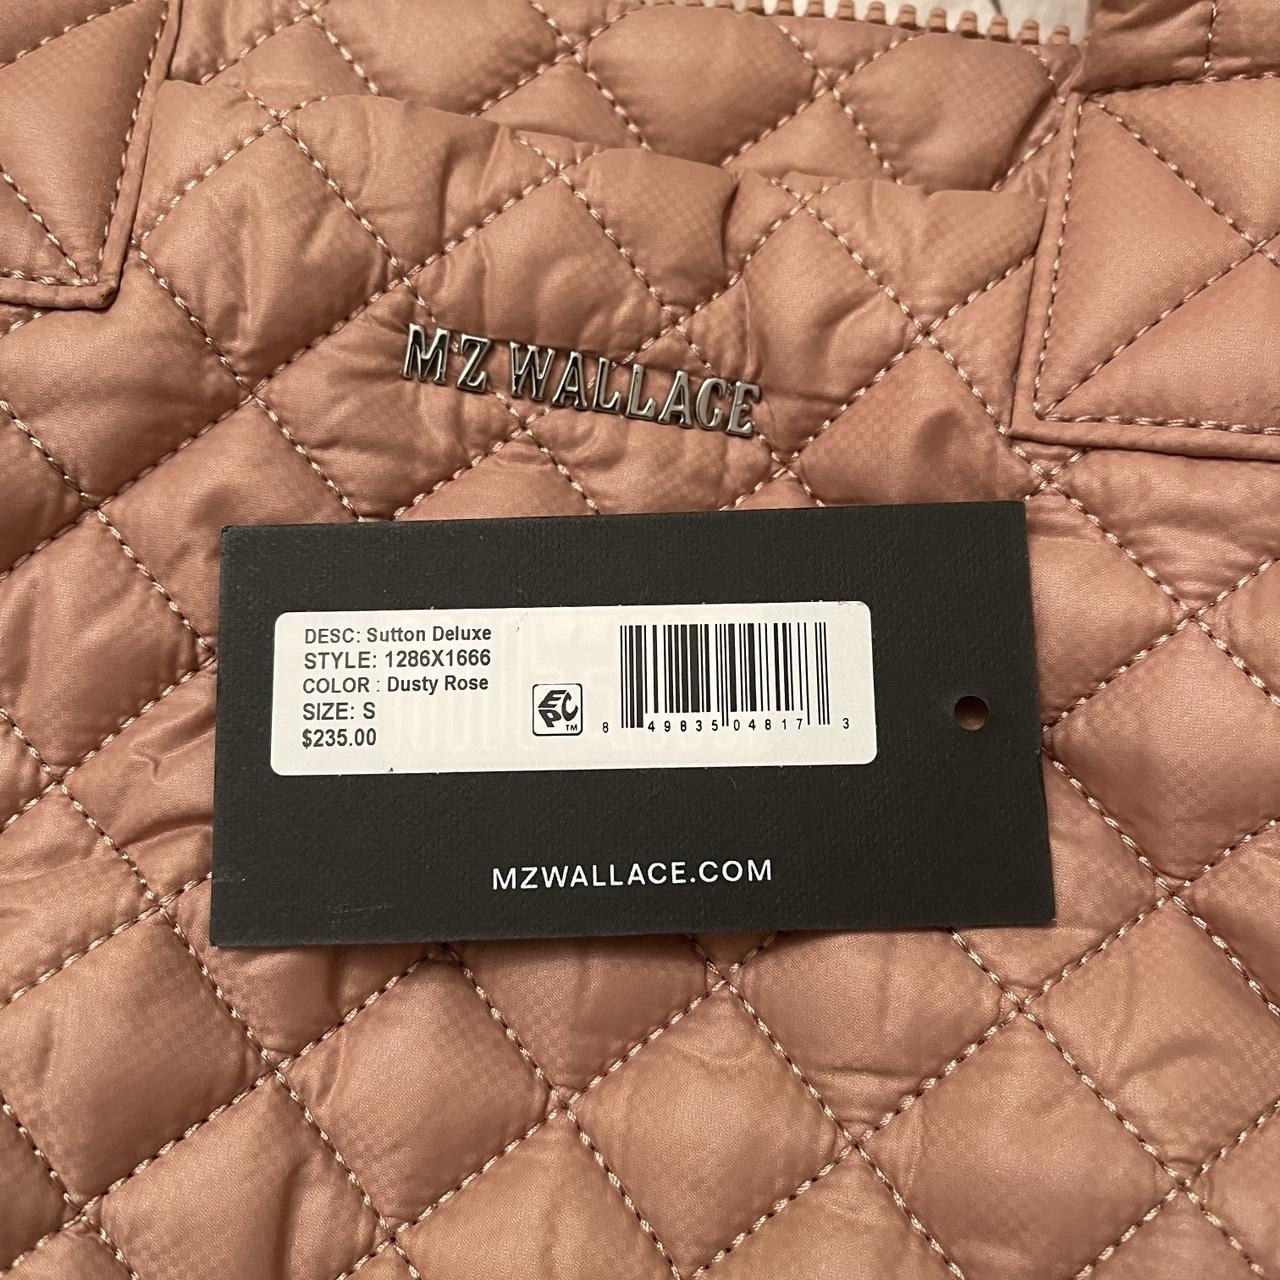 MZ WALLACE
DESC: Sutton Deluxe
STYLE: 1286X1666
COLOR : Dusty Rose
SIZE: S
$235.00
EPC™
8 49835 04817 3
MZWALLACE.COM